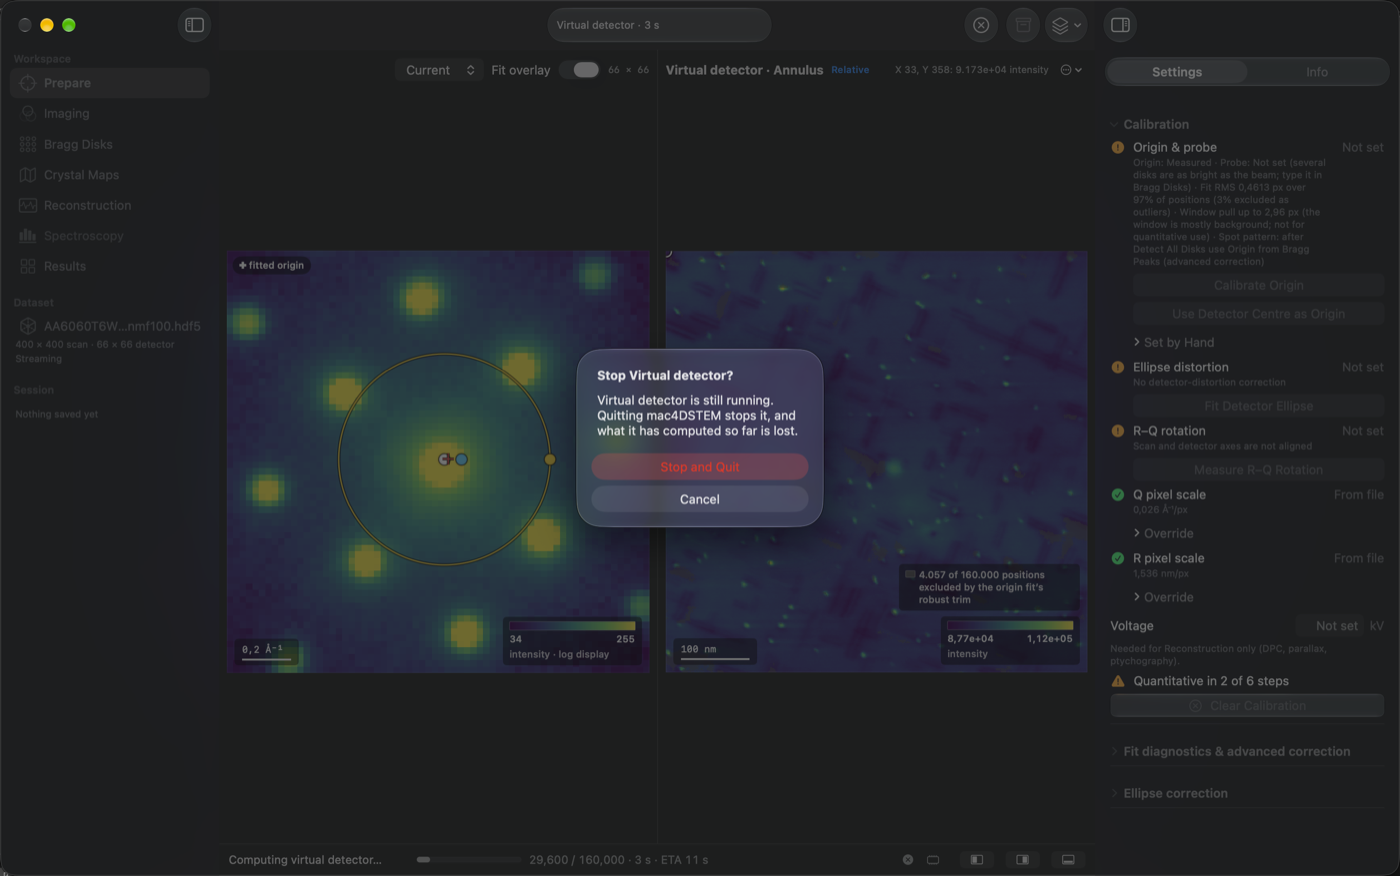 Virtual detector · 3 s
Workspace
Prepare
Imaging
Bragg Disks
Crystal Maps
Reconstruction
Spectroscopy
Results
Dataset
AA6060T6W...nmf100.hdf5
400 × 400 scan · 66 × 66 detector
Streaming
Session
Nothing saved yet
Current
Fit overlay
66 × 66
fitted origin
0,2 Å⁻¹
34 255
intensity · log display
Virtual detector · Annulus
Relative
X 33, Y 358: 9.173e+04 intensity
4.057 of 160.000 positions
excluded by the origin fit's
robust trim
100 nm
8,77e+04 1,12e+05
intensity
Stop Virtual detector?
Virtual detector is still running.
Quitting mac4DSTEM stops it, and
what it has computed so far is lost.
Stop and Quit
Cancel
Computing virtual detector...
29,600 / 160,000 · 3 s · ETA 11 s
Settings
Info
Calibration
Origin & probe Not set
Origin: Measured · Probe: Not set (several
disks are as bright as the beam; type it in
Bragg Disks) · Fit RMS 0,4613 px over
97% of positions (3% excluded as
outliers) · Window pull up to 2,96 px (the
window is mostly background; not for
quantitative use) · Spot pattern: after
Detect All Disks use Origin from Bragg
Peaks (advanced correction)
Calibrate Origin
Use Detector Centre as Origin
Set by Hand
Ellipse distortion Not set
No detector-distortion correction
Fit Detector Ellipse
R–Q rotation Not set
Scan and detector axes are not aligned
Measure R–Q Rotation
Q pixel scale From file
0,026 Å⁻¹/px
Override
R pixel scale From file
1,536 nm/px
Override
Voltage Not set kV
Needed for Reconstruction only (DPC, parallax,
ptychography).
Quantitative in 2 of 6 steps
Clear Calibration
Fit diagnostics & advanced correction
Ellipse correction